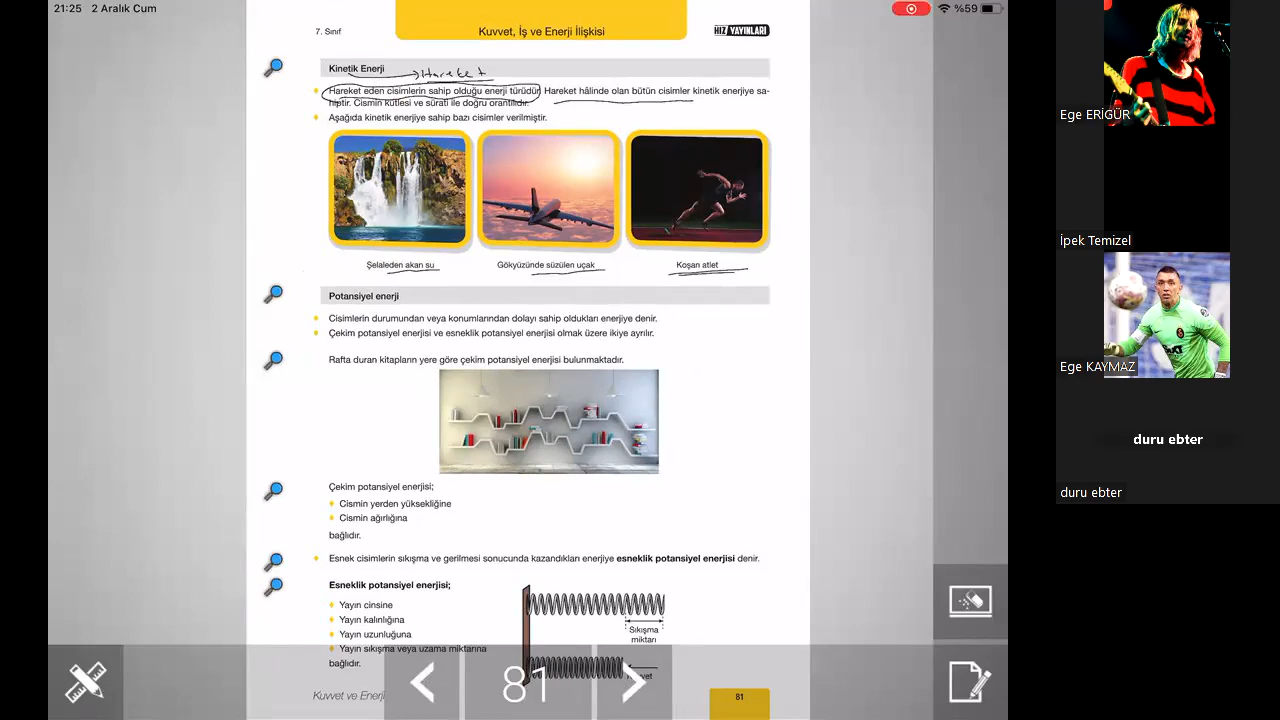 21:25 2 Aralık Cum
%59
7. Sınıf
Kuvvet, İş ve Enerji İlişkisi
HIZ YAYINLARI
Kinetik Enerji
Hareket
Hareket eden cisimlerin sahip olduğu enerji türüdür. Hareket hâlinde olan bütün cisimler kinetik enerjiye sa-
hiptir. Cismin kütlesi ve sürati ile doğru orantılıdır.
Aşağıda kinetik enerjiye sahip bazı cisimler verilmiştir.
Şelaleden akan su
Gökyüzünde süzülen uçak
Koşan atlet
Potansiyel enerji
Cisimlerin durumundan veya konumlarından dolayı sahip oldukları enerjiye denir.
Çekim potansiyel enerjisi ve esneklik potansiyel enerjisi olmak üzere ikiye ayrılır.
Rafta duran kitapların yere göre çekim potansiyel enerjisi bulunmaktadır.
Çekim potansiyel enerjisi;
Cismin yerden yüksekliğine
Cismin ağırlığına
bağlıdır.
Esnek cisimlerin sıkışma ve gerilmesi sonucunda kazandıkları enerjiye esneklik potansiyel enerjisi denir.
Esneklik potansiyel enerjisi;
Yayın cinsine
Yayın kalınlığına
Yayın uzunluğuna
Yayın sıkışma veya uzama miktarına
bağlıdır.
Sıkışma
miktarı
Kuvvet ve Enerji
81
81
Ege ERİGÜR
İpek Temizel
Ege KAYMAZ
duru ebter
duru ebter